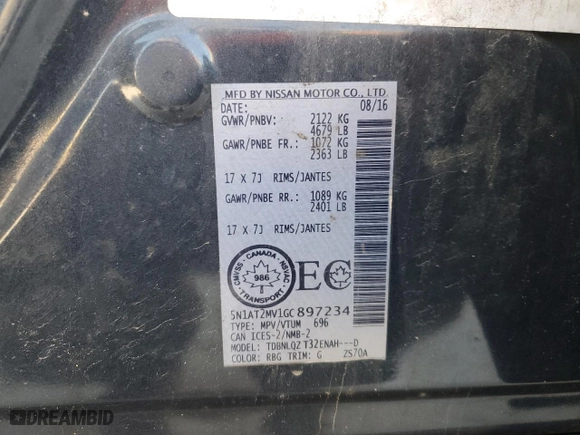 MFD BY NISSAN MOTOR CO., LTD.
DATE: 08/16
GVWR/PNBV: 2122 KG
4679 LB
GAWR/PNBE FR.: 1072 KG
2363 LB
17 X 7J RIMS/JANTES
GAWR/PNBE RR.: 1089 KG
2401 LB
17 X 7J RIMS/JANTES
CMVSS - CANADA - NSVAC
986
TRANSPORT
EC
5N1AT2MV1GC897234
TYPE: MPV/VTUM 696
CAN ICES-2/NMB-2
MODEL: TDBNLQZ T32ENAH---D
COLOR: RBG TRIM: G ZS70A
DREAMBID